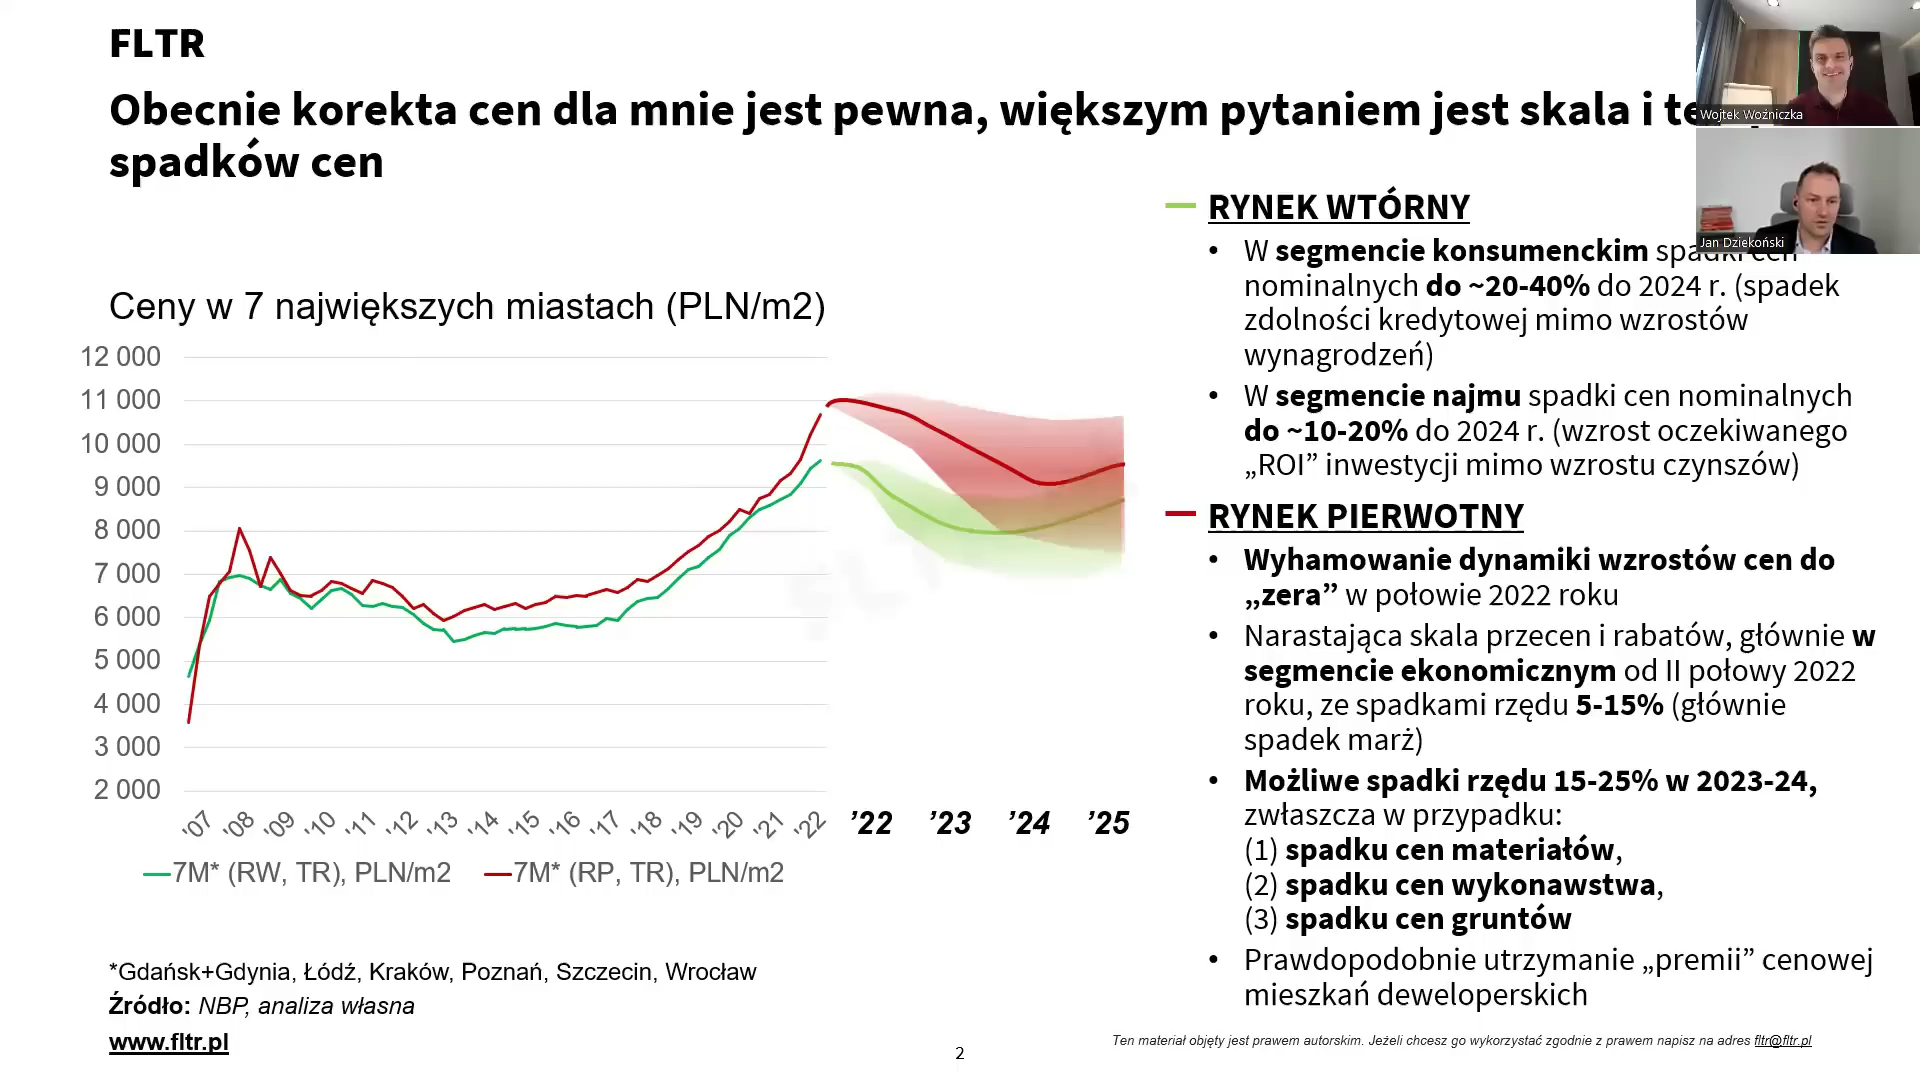 FLTR
Obecnie korekta cen dla mnie jest pewna, większym pytaniem jest skala i
spadków cen
Wojtek Woźniczka
Jan Dziekoński
Ceny w 7 największych miastach (PLN/m2)
12 000
11 000
10 000
9 000
8 000
7 000
6 000
5 000
4 000
3 000
2 000
'07 '08 '09 '10 '11 '12 '13 '14 '15 '16 '17 '18 '19 '20 '21 '22
’22 ’23 ’24 ’25
7M* (RW, TR), PLN/m2 7M* (RP, TR), PLN/m2
*Gdańsk+Gdynia, Łódź, Kraków, Poznań, Szczecin, Wrocław
Źródło: NBP, analiza własna
www.fltr.pl
RYNEK WTÓRNY
• W segmencie konsumenckim spadki cen
nominalnych do ~20-40% do 2024 r. (spadek
zdolności kredytowej mimo wzrostów
wynagrodzeń)
• W segmencie najmu spadki cen nominalnych
do ~10-20% do 2024 r. (wzrost oczekiwanego
„ROI” inwestycji mimo wzrostu czynszów)
RYNEK PIERWOTNY
• Wyhamowanie dynamiki wzrostów cen do
„zera” w połowie 2022 roku
• Narastająca skala przecen i rabatów, głównie w
segmencie ekonomicznym od II połowy 2022
roku, ze spadkami rzędu 5-15% (głównie
spadek marż)
• Możliwe spadki rzędu 15-25% w 2023-24,
zwłaszcza w przypadku:
(1) spadku cen materiałów,
(2) spadku cen wykonawstwa,
(3) spadku cen gruntów
• Prawdopodobnie utrzymanie „premii” cenowej
mieszkań deweloperskich
2
Ten materiał objęty jest prawem autorskim. Jeżeli chcesz go wykorzystać zgodnie z prawem napisz na adres fltr@fltr.pl